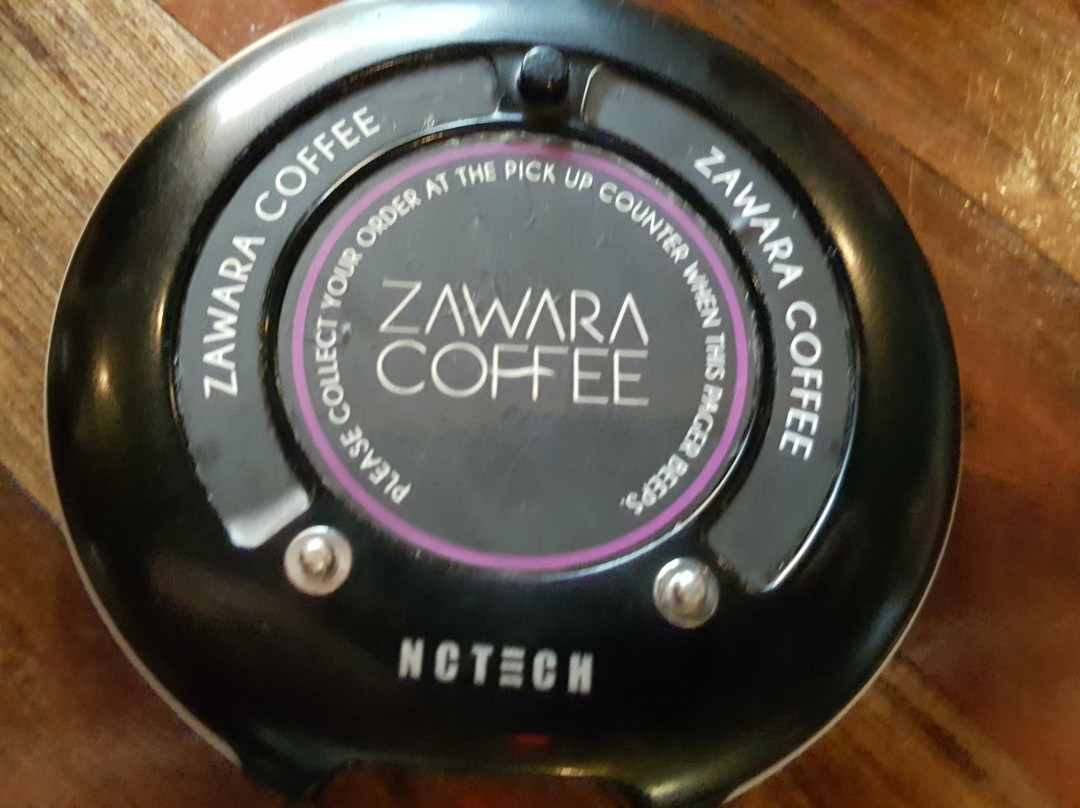 ZAWARA COFFEE
ZAWARA COFFEE
PLEASE COLLECT YOUR ORDER AT THE PICK UP COUNTER WHEN THIS PAGER BEEPS.
ZAWARA
COFFEE
NCTECH